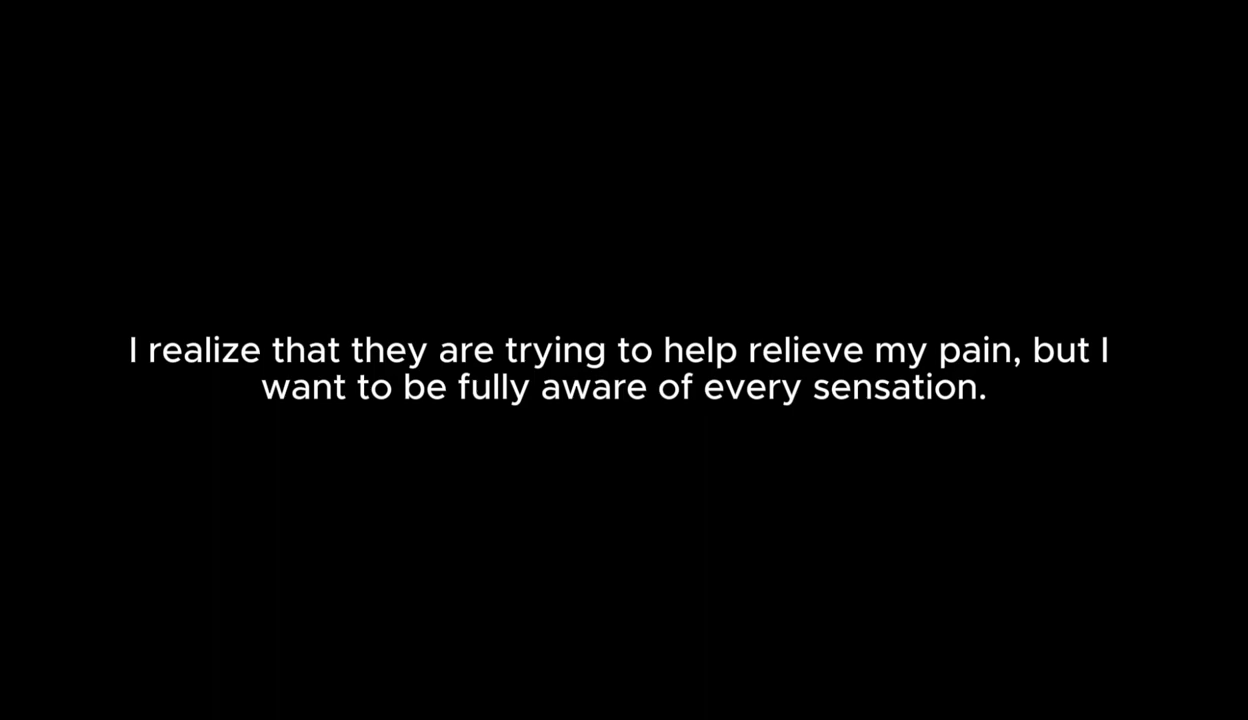 I realize that they are trying to help relieve my pain, but I
want to be fully aware of every sensation.